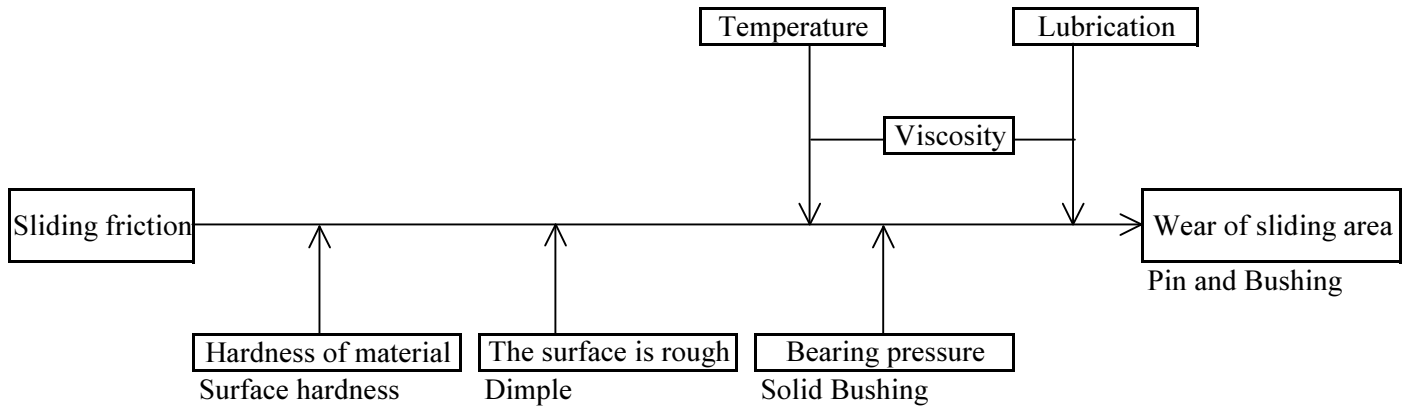 Temperature
Lubrication
Viscosity
Sliding friction
Wear of sliding area
Pin and Bushing
Hardness of material
Surface hardness
The surface is rough
Dimple
Bearing pressure
Solid Bushing